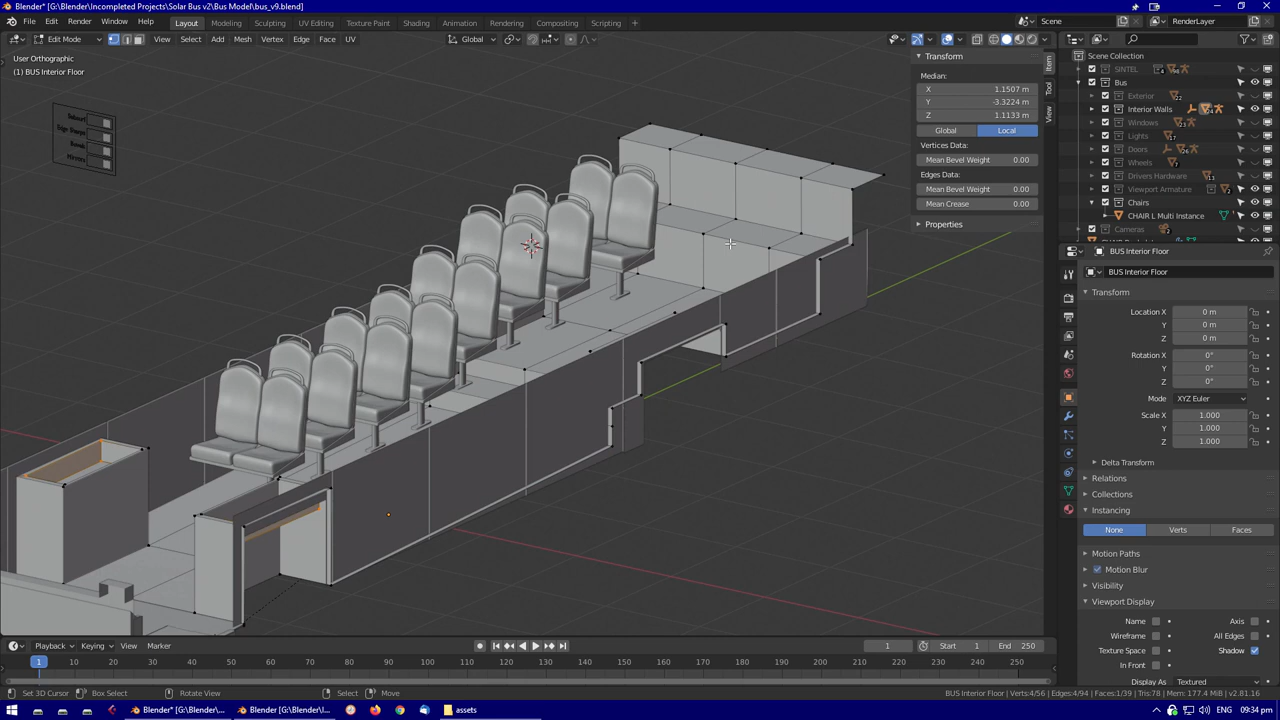 Blender* [G:\Blender\Incompleted Projects\Solar Bus v2\Bus Model\bus_v9.blend]
File Edit Render Window Help Layout Modeling Sculpting UV Editing Texture Paint Shading Animation Rendering Compositing Scripting + Scene RenderLayer
Edit Mode View Select Add Mesh Vertex Edge Face UV Global
User Orthographic
(1) BUS Interior Floor
Transform
Median:
X 1.1507 m
Y -3.3224 m
Z 1.1133 m
Global Local
Vertices Data:
Mean Bevel Weight 0.00
Edges Data:
Mean Bevel Weight 0.00
Mean Crease 0.00
Properties
Item
Tool
View
Scene Collection
SINTEL
Bus
Exterior 22
Interior Walls
Windows
Lights
Doors
Wheels
Drivers Hardware 13
Viewport Armature 2
Chairs
CHAIR L Multi Instance
Cameras 2
BUS Interior Floor
BUS Interior Floor
Transform
Location X 0 m
Y 0 m
Z 0 m
Rotation X 0°
Y 0°
Z 0°
Mode XYZ Euler
Scale X 1.000
Y 1.000
Z 1.000
Delta Transform
Relations
Collections
Instancing
None Verts Faces
Motion Paths
Motion Blur
Visibility
Viewport Display
Name Axis
Wireframe All Edges
Texture Space Shadow
In Front
Display As Textured
Playback Keying View Marker 1 Start 1 End 250
1 10 20 30 40 50 60 70 80 90 100 110 120 130 140 150 160 170 180 190 200 210 220 230 240 250
Set 3D Cursor Box Select Rotate View Select Move BUS Interior Floor | Verts:4/56 | Edges:4/94 | Faces:1/39 | Tris:78 | Mem: 177.4 MiB | v2.81.16
Blender* [G:\Blender\... Blender [G:\Blender\I... assets ENG 09:34 pm